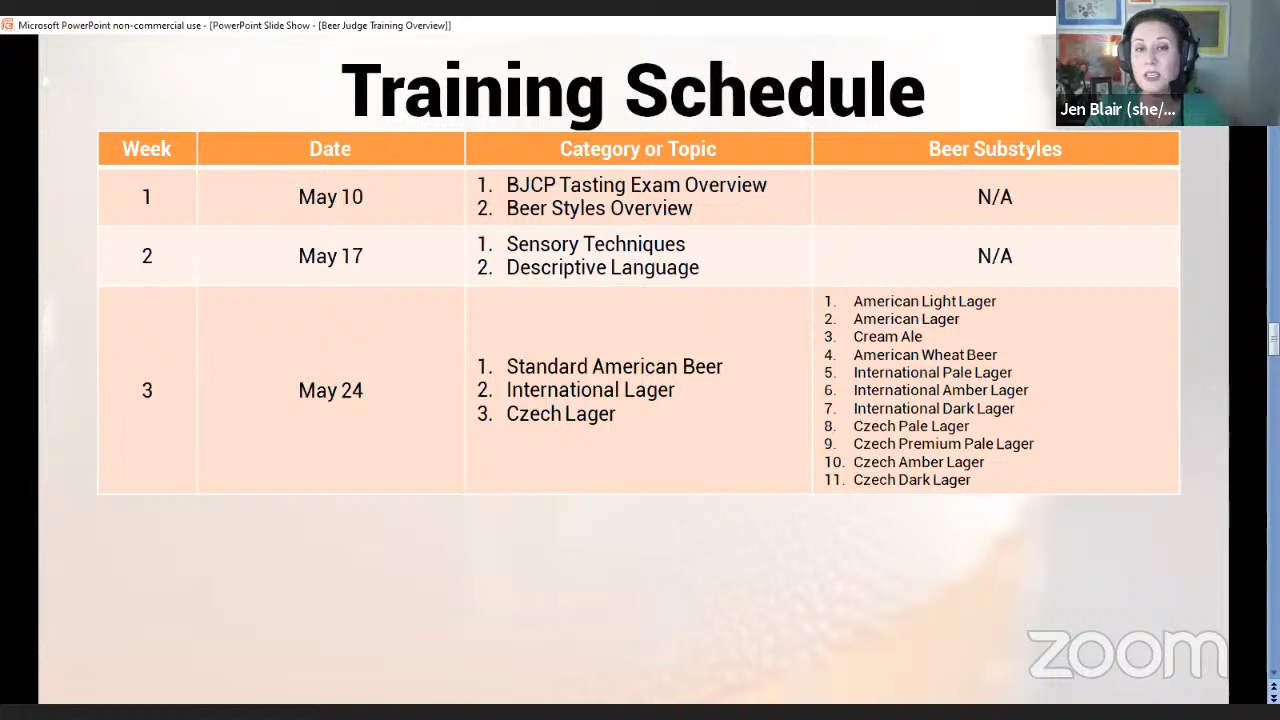 Microsoft PowerPoint non-commercial use - [PowerPoint Slide Show - [Beer Judge Training Overview]]
Training Schedule
Jen Blair (she/...
Week Date Category or Topic Beer Substyles
1 May 10 1. BJCP Tasting Exam Overview
2. Beer Styles Overview N/A
2 May 17 1. Sensory Techniques
2. Descriptive Language N/A
3 May 24 1. Standard American Beer
2. International Lager
3. Czech Lager
1. American Light Lager
2. American Lager
3. Cream Ale
4. American Wheat Beer
5. International Pale Lager
6. International Amber Lager
7. International Dark Lager
8. Czech Pale Lager
9. Czech Premium Pale Lager
10. Czech Amber Lager
11. Czech Dark Lager
zoom